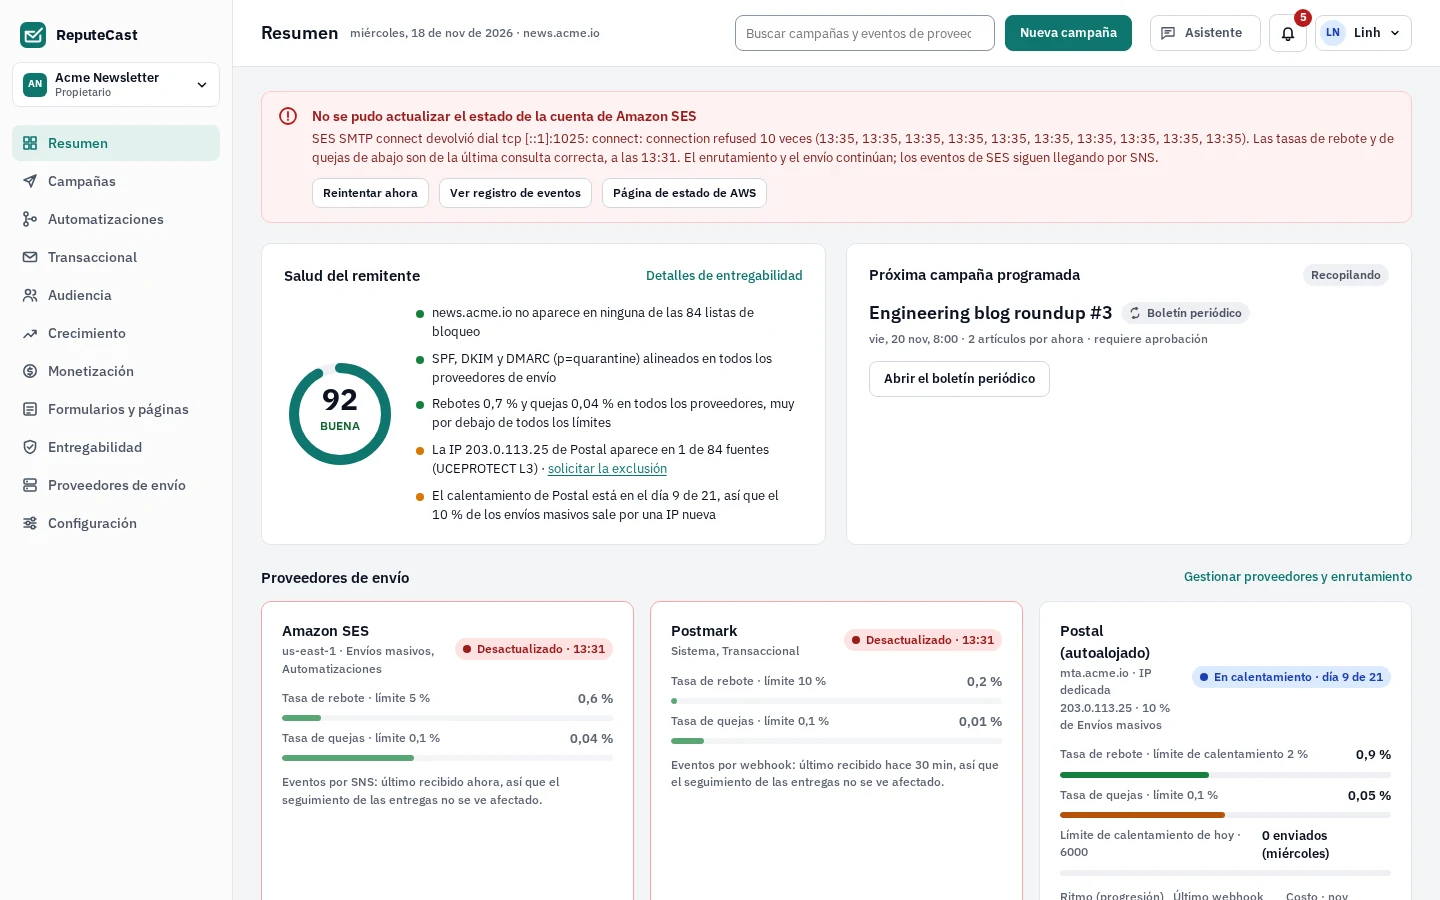 ReputeCast
AN
Acme Newsletter
Propietario
Resumen
Campañas
Automatizaciones
Transaccional
Audiencia
Crecimiento
Monetización
Formularios y páginas
Entregabilidad
Proveedores de envío
Configuración
Resumen
miércoles, 18 de nov de 2026 · news.acme.io
Buscar campañas y eventos de proveec
Nueva campaña
Asistente
5
LN
Linh
No se pudo actualizar el estado de la cuenta de Amazon SES
SES SMTP connect devolvió dial tcp [::1]:1025: connect: connection refused 10 veces (13:35, 13:35, 13:35, 13:35, 13:35, 13:35, 13:35, 13:35, 13:35, 13:35). Las tasas de rebote y de
quejas de abajo son de la última consulta correcta, a las 13:31. El enrutamiento y el envío continúan; los eventos de SES siguen llegando por SNS.
Reintentar ahora
Ver registro de eventos
Página de estado de AWS
Salud del remitente
Detalles de entregabilidad
92
BUENA
news.acme.io no aparece en ninguna de las 84 listas de
bloqueo
SPF, DKIM y DMARC (p=quarantine) alineados en todos los
proveedores de envío
Rebotes 0,7 % y quejas 0,04 % en todos los proveedores, muy
por debajo de todos los límites
La IP 203.0.113.25 de Postal aparece en 1 de 84 fuentes
(UCEPROTECT L3) · solicitar la exclusión
El calentamiento de Postal está en el día 9 de 21, así que el
10 % de los envíos masivos sale por una IP nueva
Próxima campaña programada
Recopilando
Engineering blog roundup #3
Boletín periódico
vie, 20 nov, 8:00 · 2 artículos por ahora · requiere aprobación
Abrir el boletín periódico
Proveedores de envío
Gestionar proveedores y enrutamiento
Amazon SES
us-east-1 · Envíos masivos,
Automatizaciones
Desactualizado · 13:31
Tasa de rebote · límite 5 %
0,6 %
Tasa de quejas · límite 0,1 %
0,04 %
Eventos por SNS: último recibido ahora, así que el
seguimiento de las entregas no se ve afectado.
Postmark
Sistema, Transaccional
Desactualizado · 13:31
Tasa de rebote · límite 10 %
0,2 %
Tasa de quejas · límite 0,1 %
0,01 %
Eventos por webhook: último recibido hace 30 min, así que
el seguimiento de las entregas no se ve afectado.
Postal
(autoalojado)
mta.acme.io · IP
dedicada
203.0.113.25 · 10 %
de Envíos masivos
En calentamiento · día 9 de 21
Tasa de rebote · límite de calentamiento 2 %
0,9 %
Tasa de quejas · límite 0,1 %
0,05 %
Límite de calentamiento de hoy ·
6000
0 enviados
(miércoles)
Ritmo (progresión)
Último webhook
Costo · nov